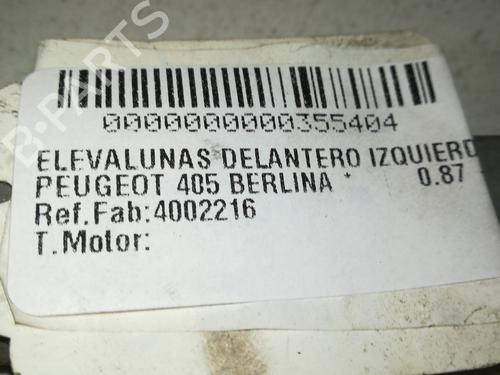 0000000000355404
ELEVALUNAS DELANTERO IZQUIERD
PEUGEOT 405 BERLINA * 0.87
Ref.Fab:4002216
T.Motor:
B-PARTS